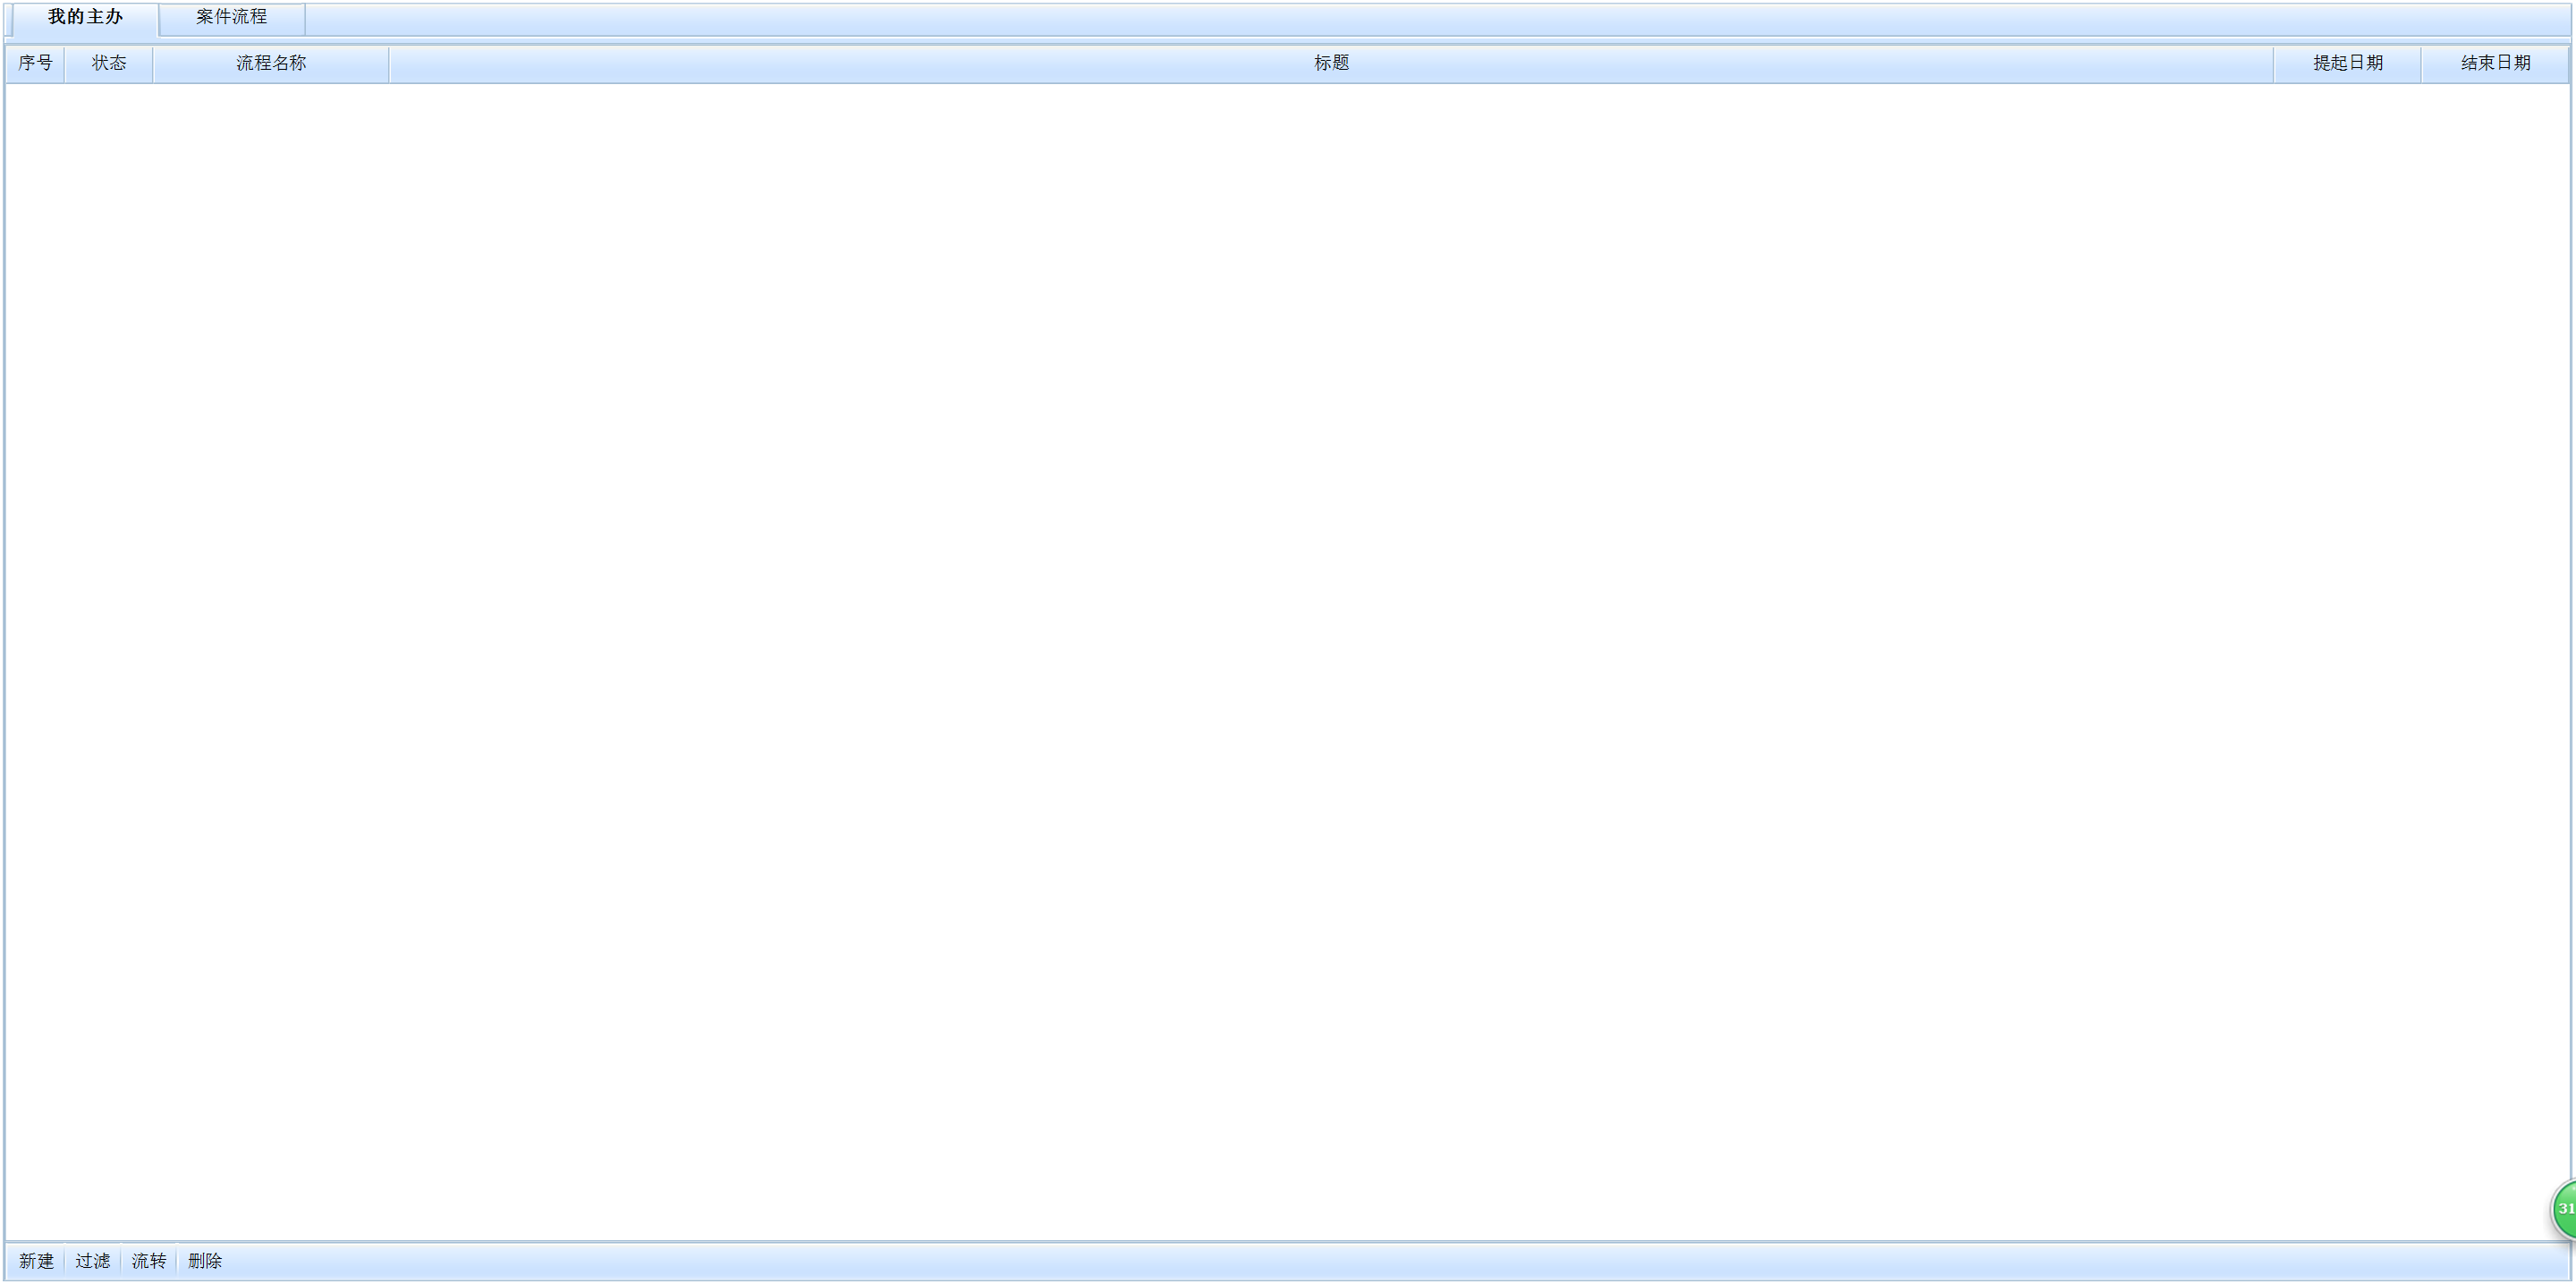 我的主办 案件流程
序号 状态 流程名称 标题 提起日期 结束日期
31
新建 过滤 流转 删除